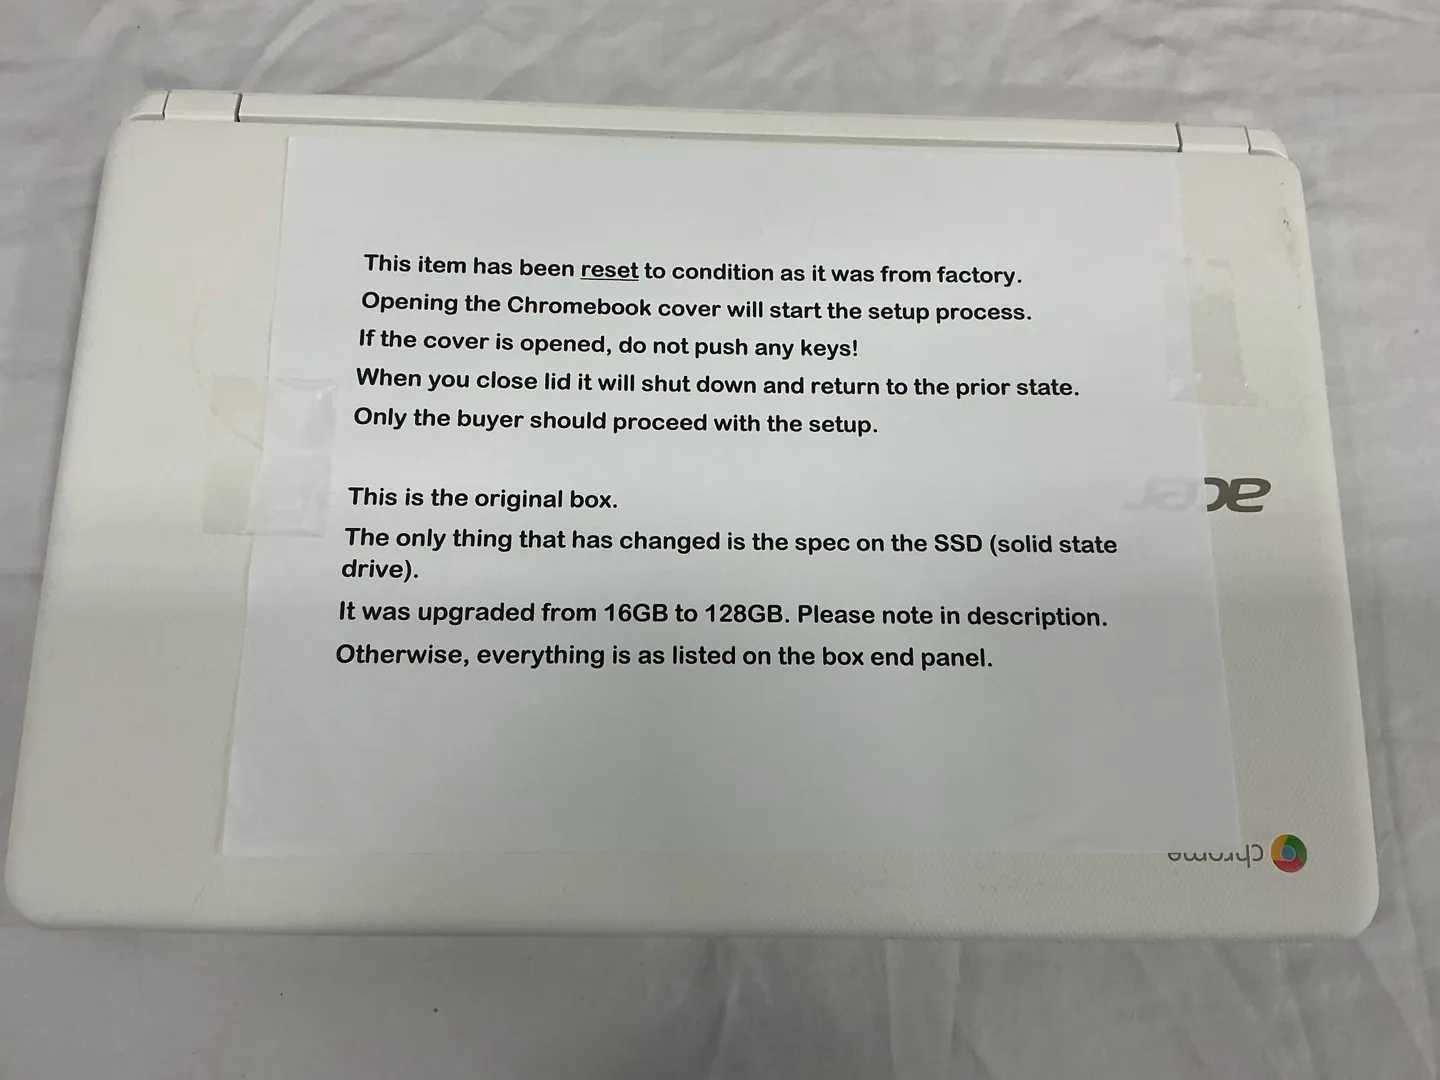 This item has been reset to condition as it was from factory.
Opening the Chromebook cover will start the setup process.
If the cover is opened, do not push any keys!
When you close lid it will shut down and return to the prior state.
Only the buyer should proceed with the setup.
This is the original box.
The only thing that has changed is the spec on the SSD (solid state
drive).
It was upgraded from 16GB to 128GB. Please note in description.
Otherwise, everything is as listed on the box end panel.
acer
chrome